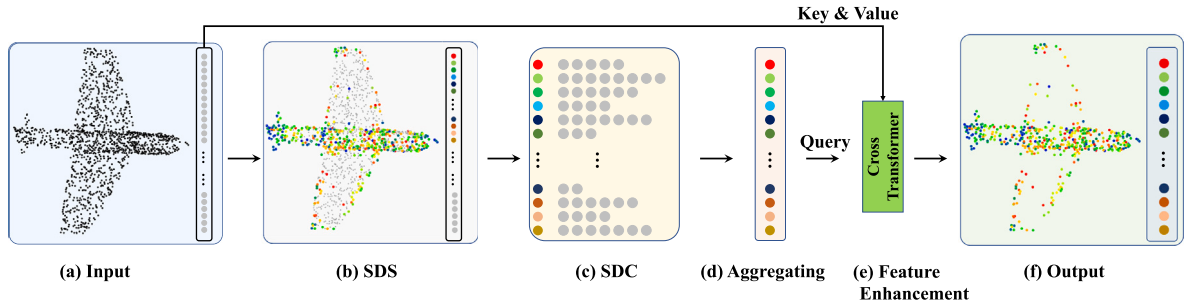 Key & Value
Query
Cross
Transformer
(a) Input
(b) SDS
(c) SDC
(d) Aggregating
(e) Feature
Enhancement
(f) Output